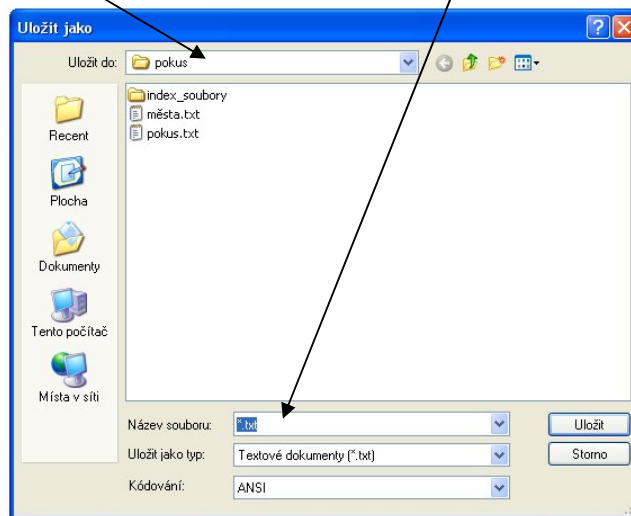 Uložit jako
Uložit do: pokus
index_soubory
města.txt
pokus.txt
Recent
Plocha
Dokumenty
Tento počítač
Místa v síti
Název souboru: *.txt Uložit
Uložit jako typ: Textové dokumenty (*.txt) Storno
Kódování: ANSI